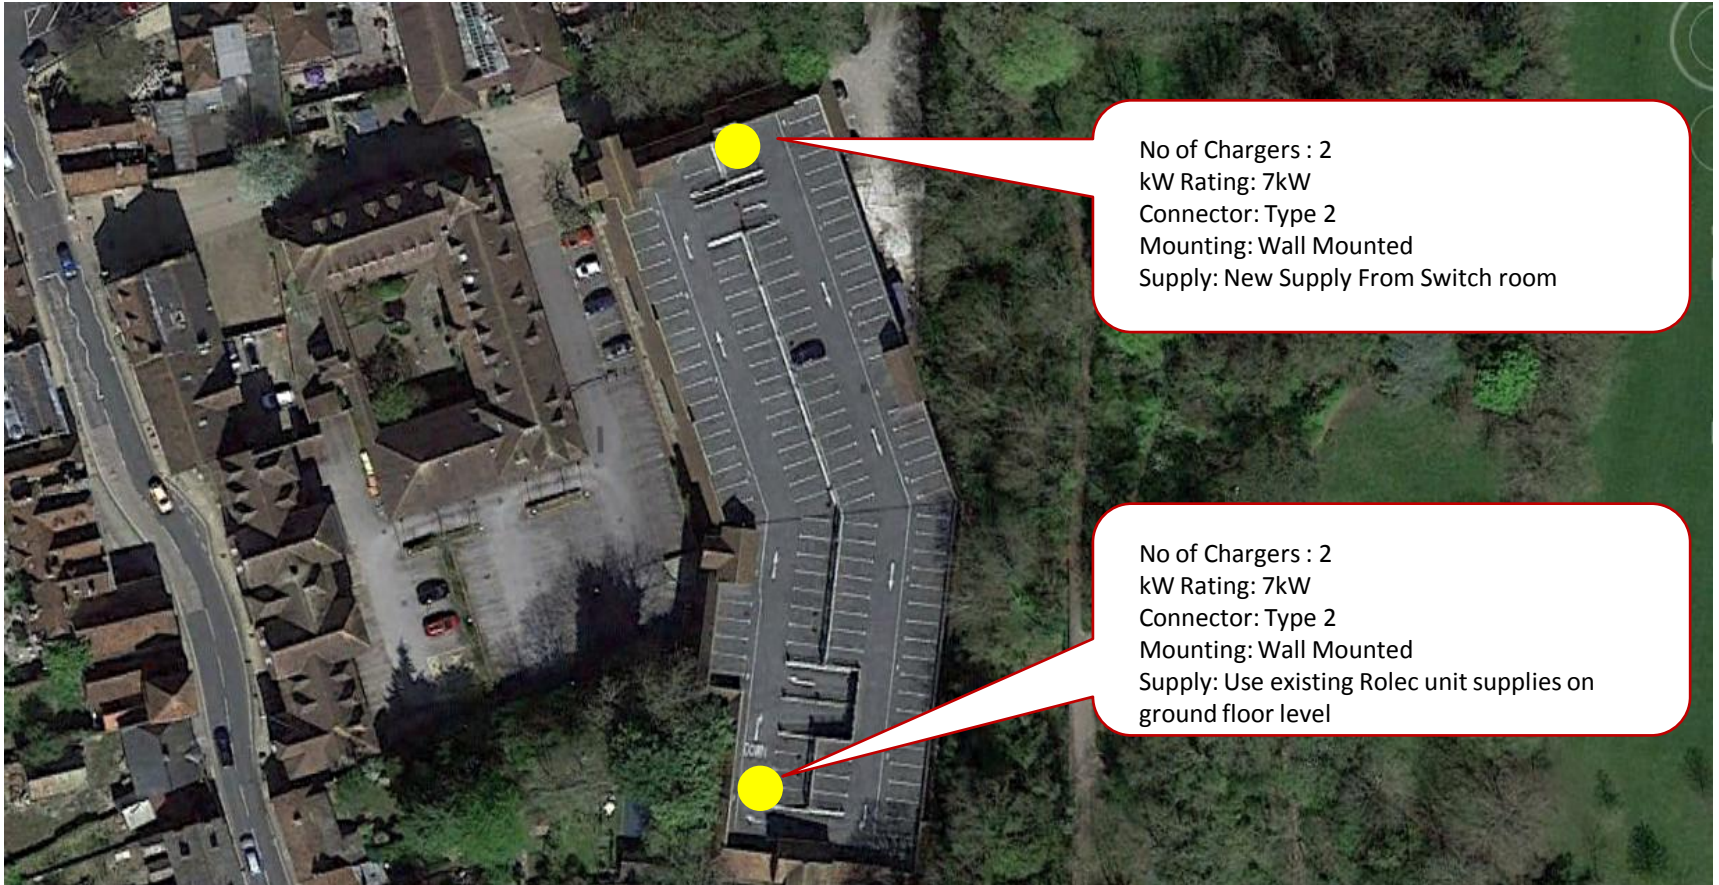 No of Chargers : 2
kW Rating: 7kW
Connector: Type 2
Mounting: Wall Mounted
Supply: New Supply From Switch room
No of Chargers : 2
kW Rating: 7kW
Connector: Type 2
Mounting: Wall Mounted
Supply: Use existing Rolec unit supplies on
ground floor level
DOWN